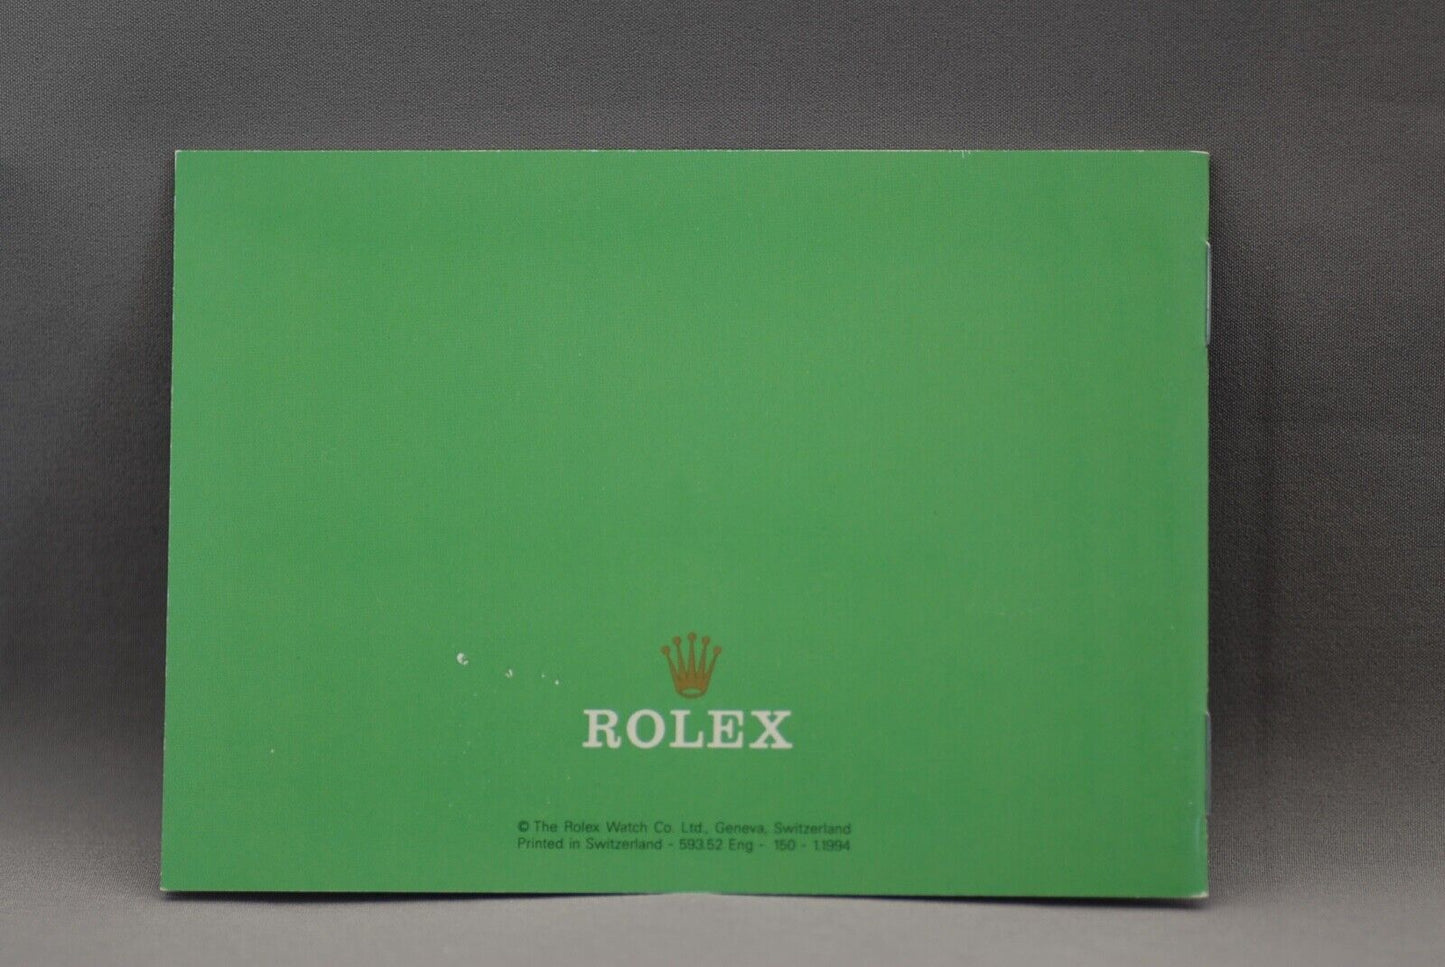 ROLEX
© The Rolex Watch Co. Ltd., Geneva, Switzerland
Printed in Switzerland - 593.52 Eng - 150 - 1.1994